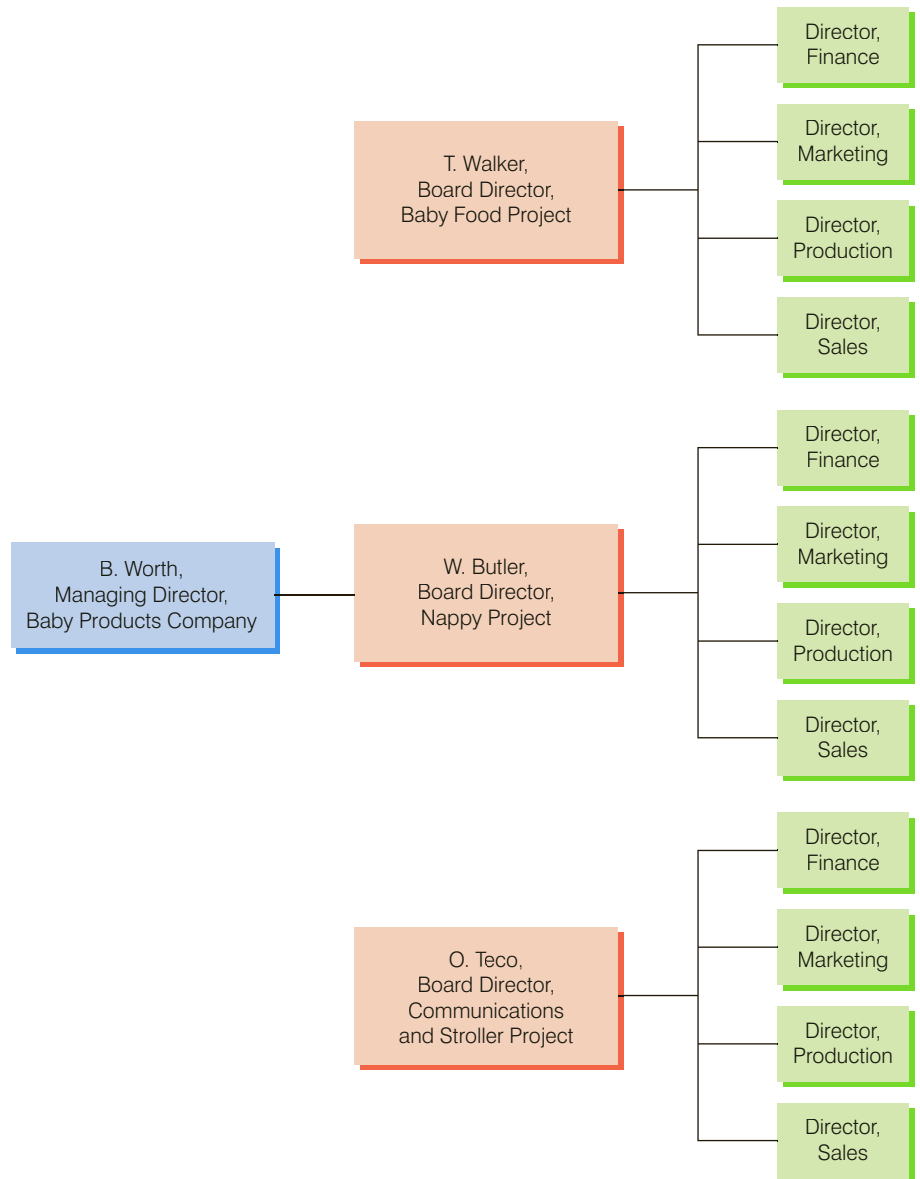 Director,
Finance
Director,
Marketing
T. Walker,
Board Director,
Baby Food Project
Director,
Production
Director,
Sales
Director,
Finance
Director,
Marketing
B. Worth,
Managing Director,
Baby Products Company
W. Butler,
Board Director,
Nappy Project
Director,
Production
Director,
Sales
Director,
Finance
Director,
Marketing
O. Teco,
Board Director,
Communications
and Stroller Project
Director,
Production
Director,
Sales